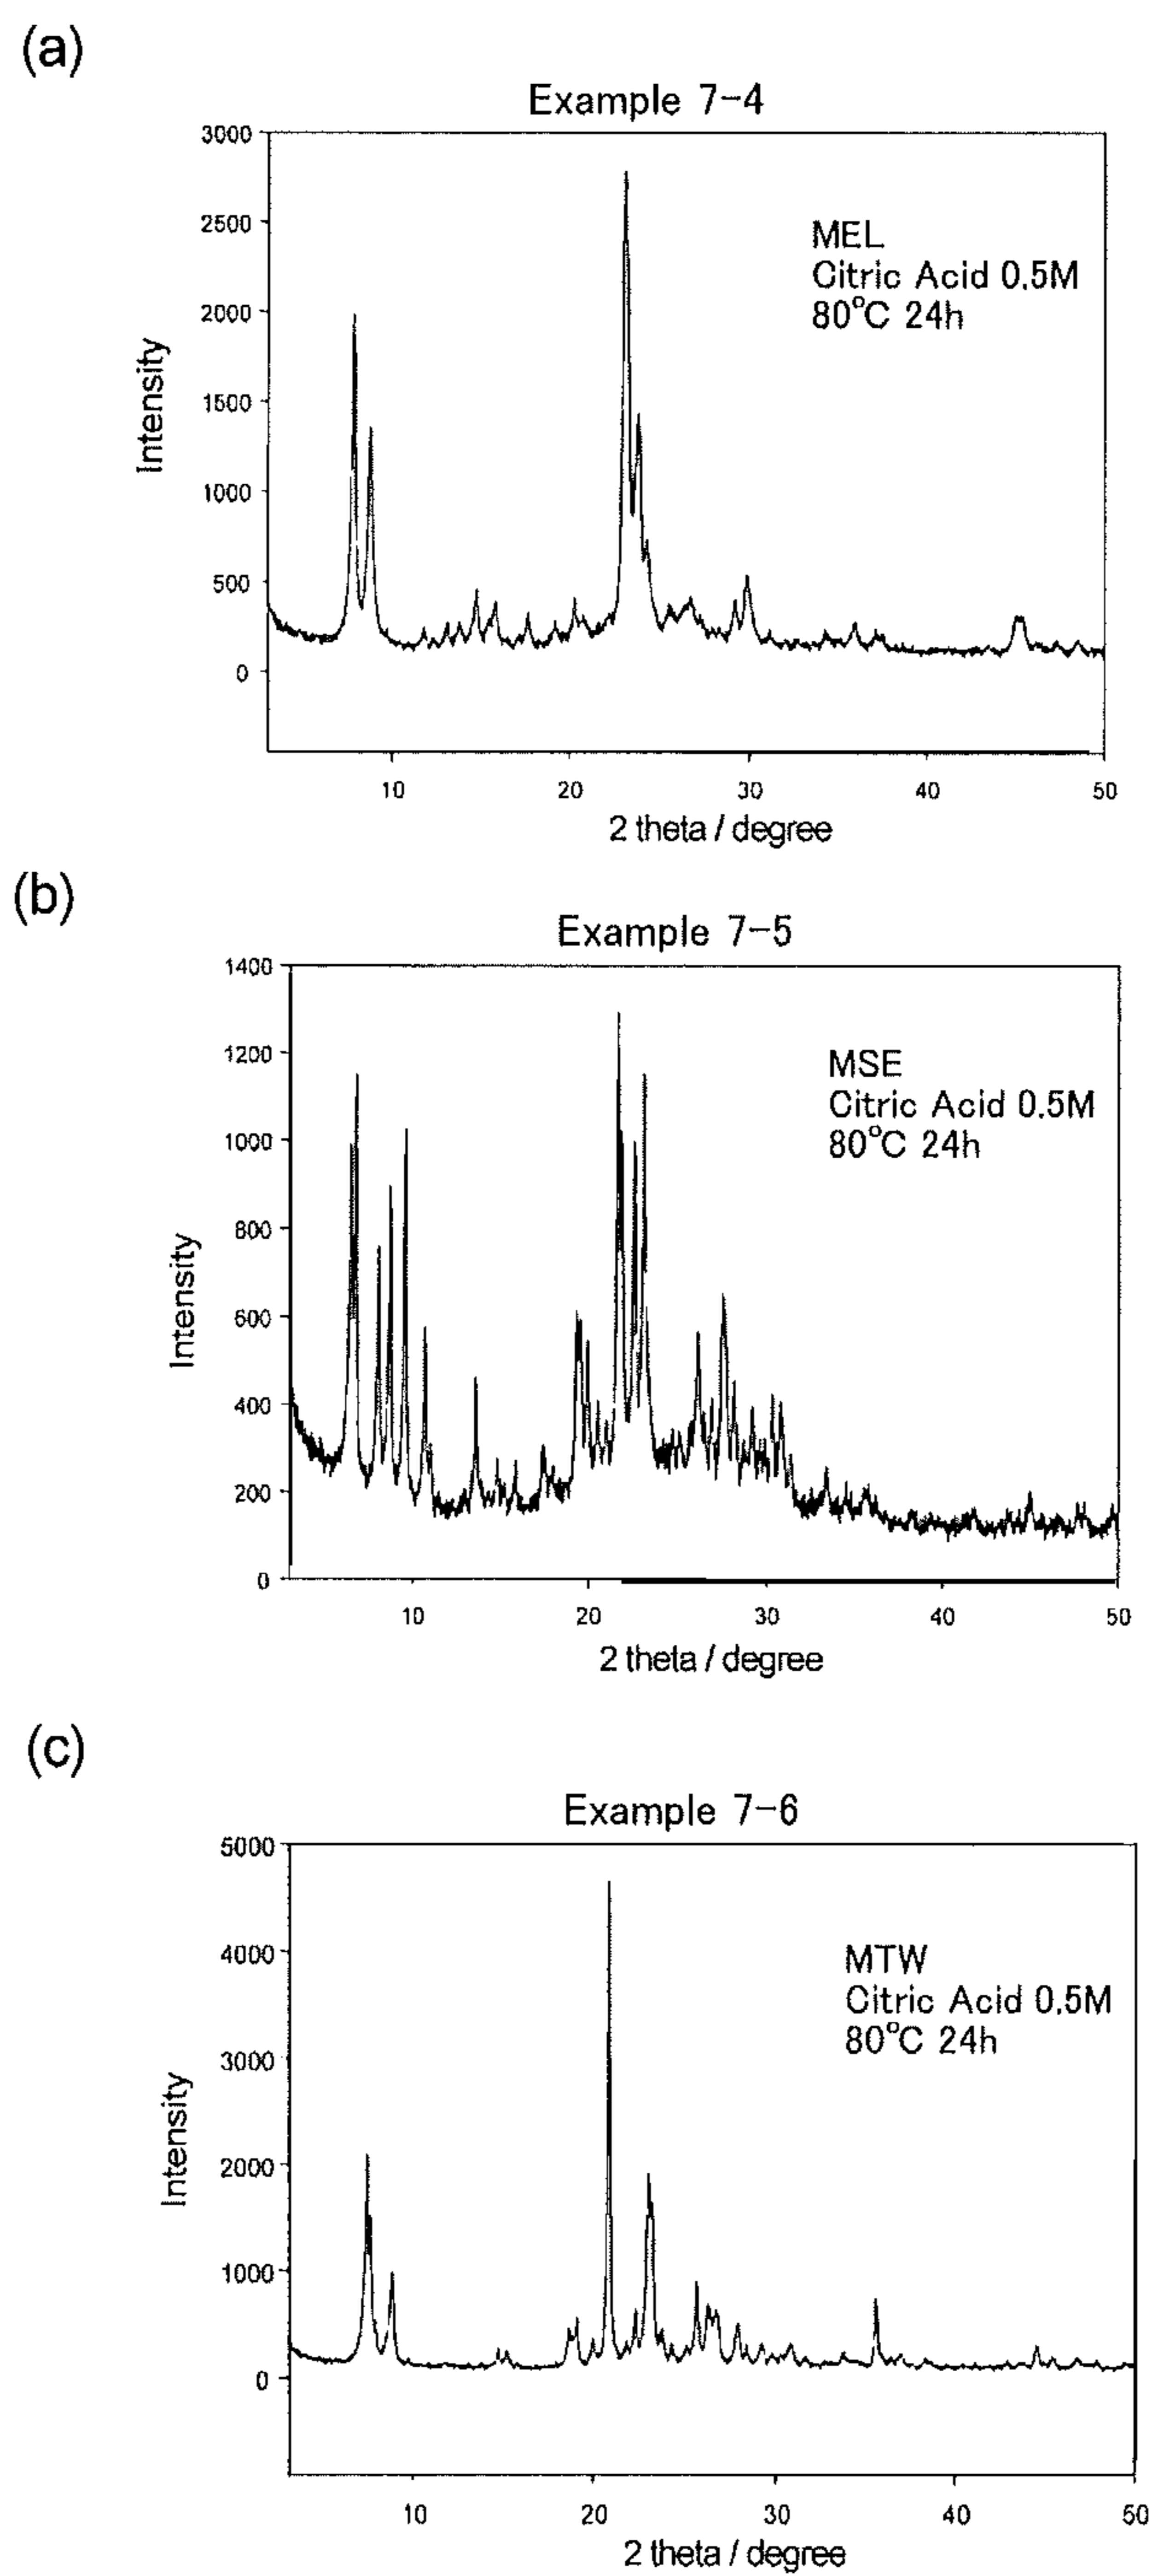 (a)
Example 7-4
3000
2500
2000
1500
1000
500
0
Intensity
MEL
Citric Acid 0.5M
80°C 24h
10 20 30 40 50
2 theta / degree
(b)
Example 7-5
1400
1200
1000
800
600
400
200
0
Intensity
MSE
Citric Acid 0.5M
80°C 24h
10 20 30 40 50
2 theta / degree
(c)
Example 7-6
5000
4000
3000
2000
1000
0
Intensity
MTW
Citric Acid 0.5M
80°C 24h
10 20 30 40 50
2 theta / degree